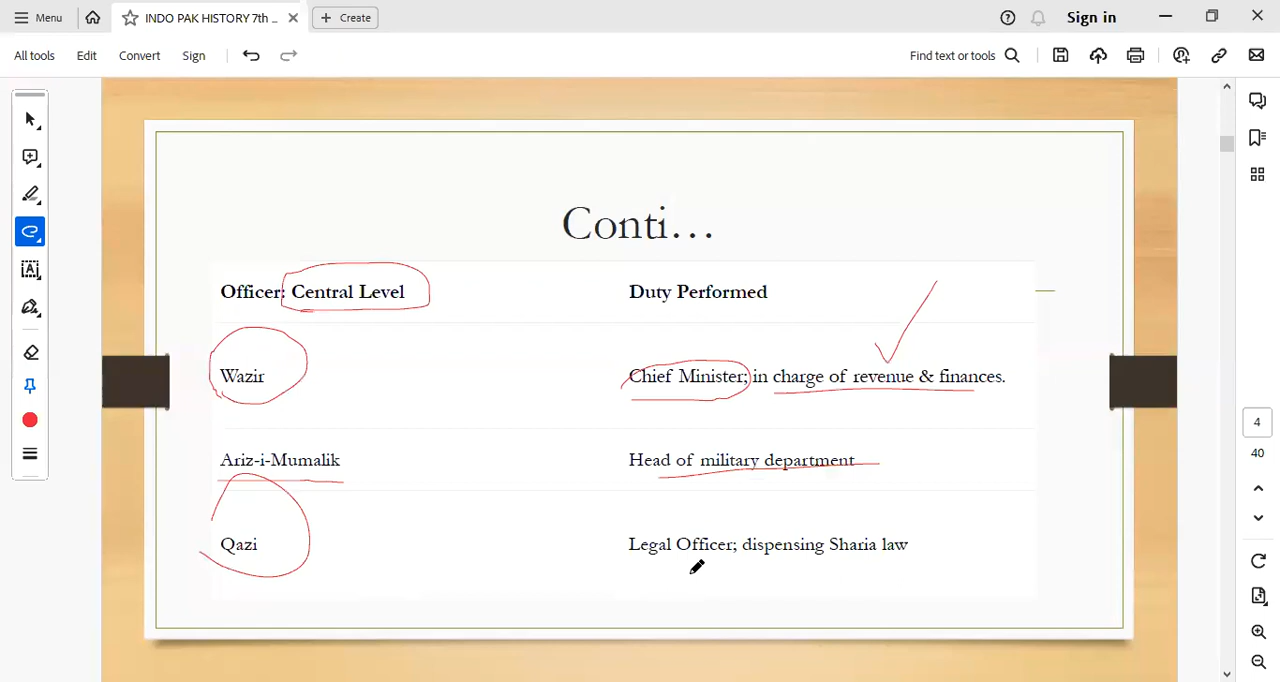 Menu
INDO PAK HISTORY 7th ...
Create
Sign in
All tools
Edit
Convert
Sign
Find text or tools
Conti...
Officer: Central Level
Duty Performed
Wazir
Chief Minister; in charge of revenue & finances.
Ariz-i-Mumalik
Head of military department
Qazi
Legal Officer; dispensing Sharia law
4
40